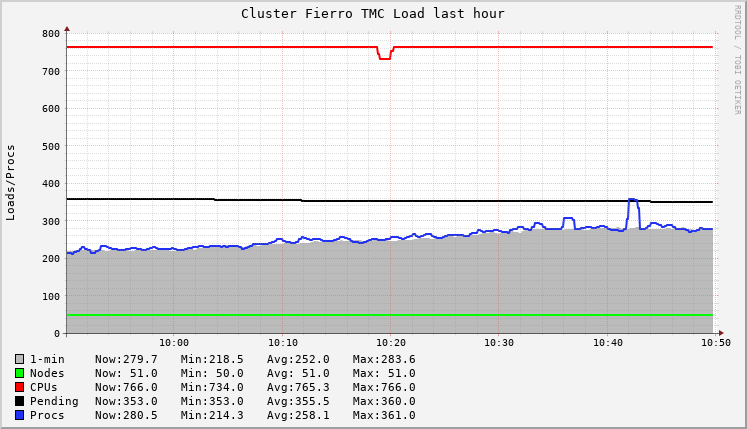 Cluster Fierro TMC Load last hour
RRDTOOL / TOBI OETIKER
Loads/Procs
800
700
600
500
400
300
200
100
0
10:00 10:10 10:20 10:30 10:40 10:50
1-min Now:279.7 Min:218.5 Avg:252.0 Max:283.6
Nodes Now: 51.0 Min: 50.0 Avg: 51.0 Max: 51.0
CPUs Now:766.0 Min:734.0 Avg:765.3 Max:766.0
Pending Now:353.0 Min:353.0 Avg:355.5 Max:360.0
Procs Now:280.5 Min:214.3 Avg:258.1 Max:361.0